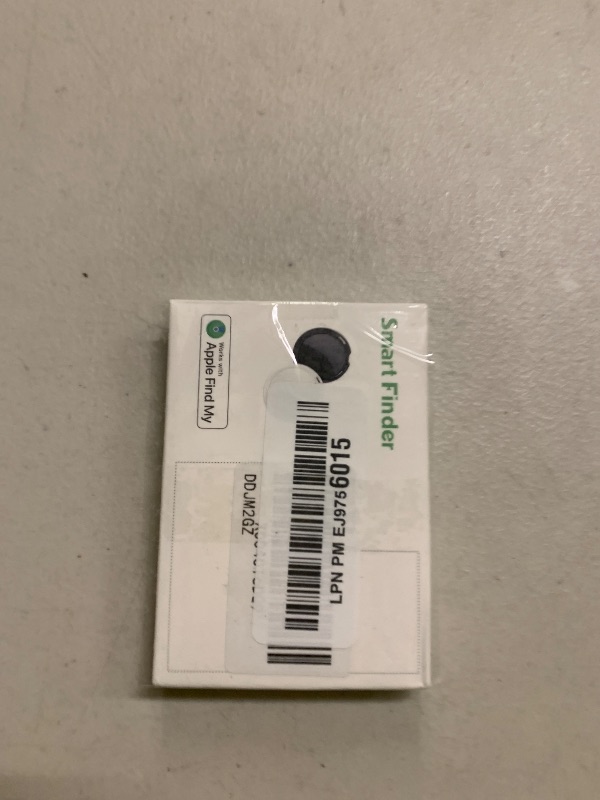 Smart Finder
Works with
Apple Find My
LPN PM EJ9756015
DDJM2GZ